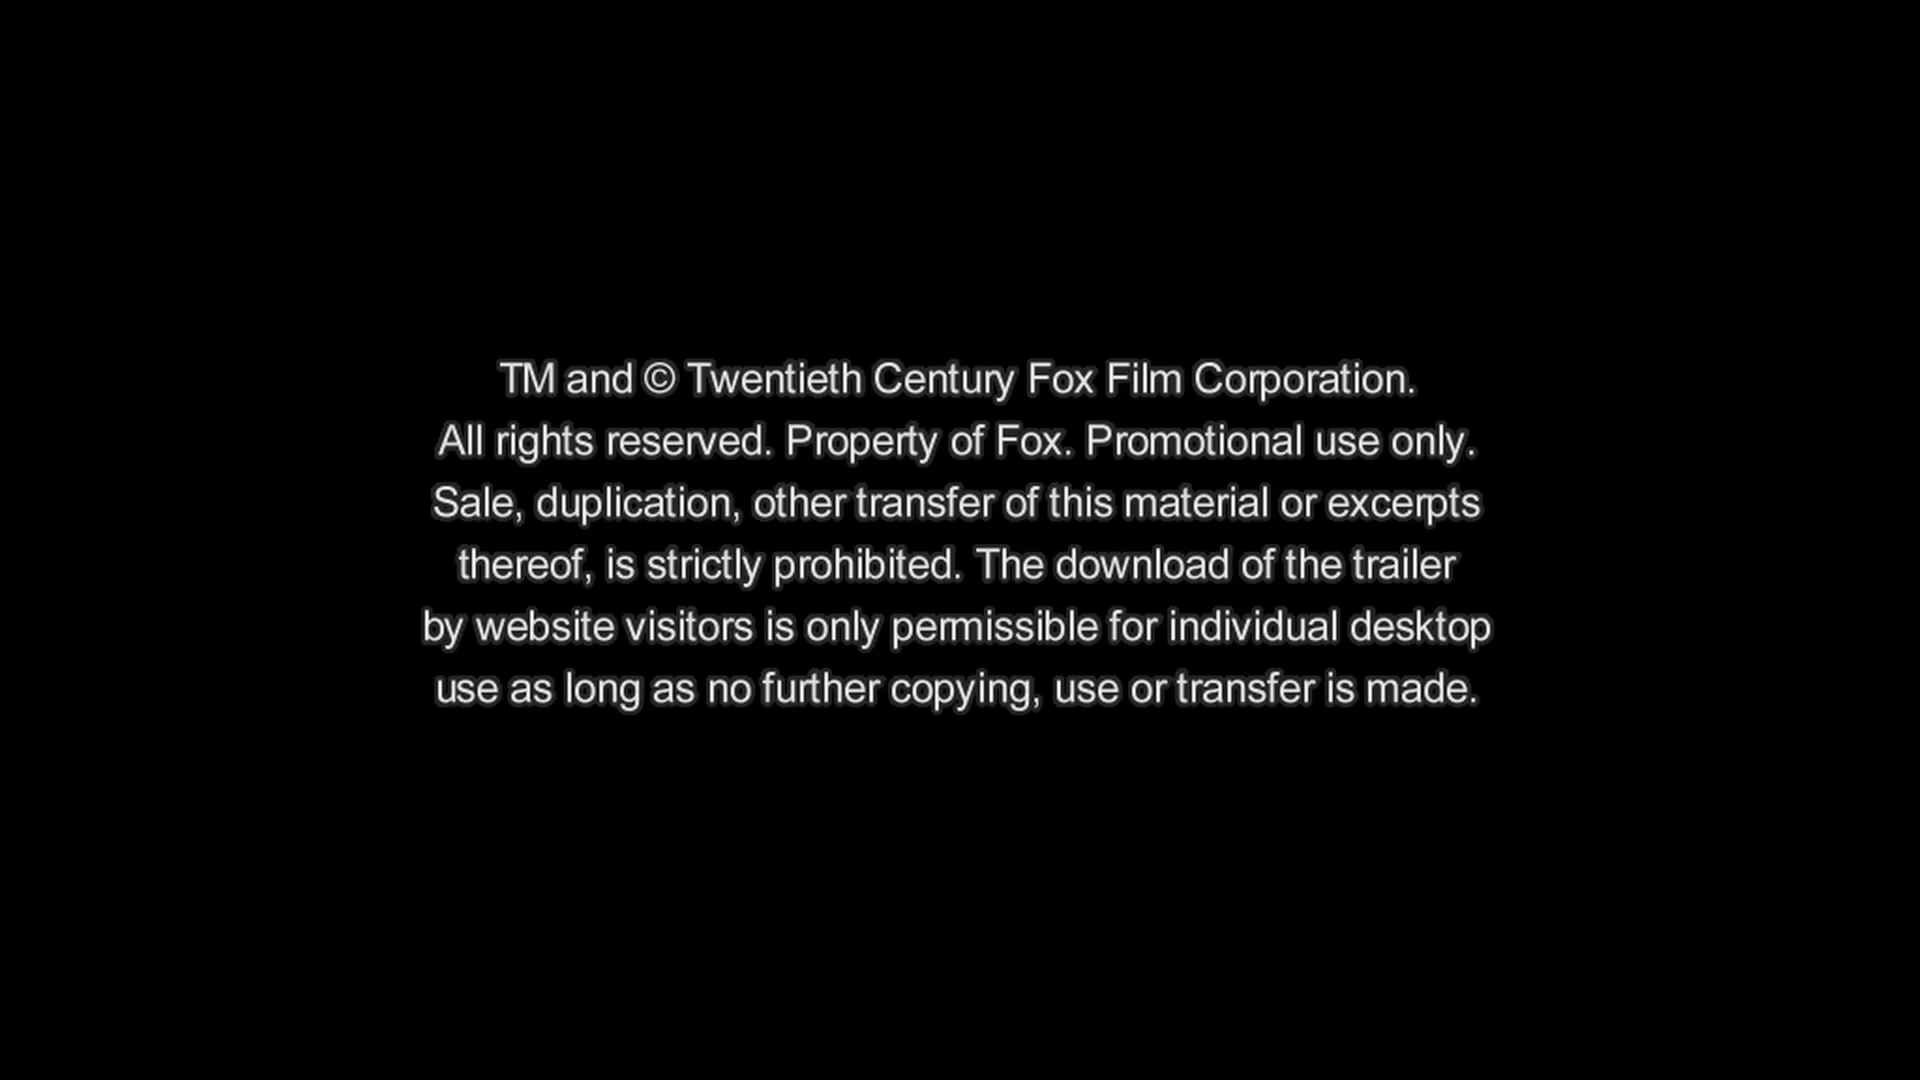 TM and © Twentieth Century Fox Film Corporation.
All rights reserved. Property of Fox. Promotional use only.
Sale, duplication, other transfer of this material or excerpts
thereof, is strictly prohibited. The download of the trailer
by website visitors is only permissible for individual desktop
use as long as no further copying, use or transfer is made.